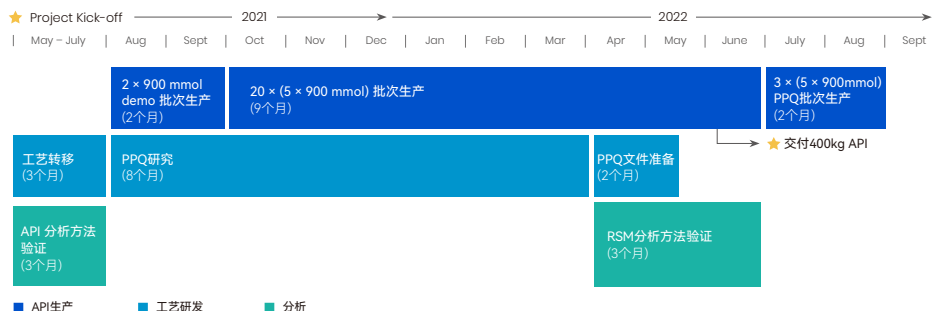 Project Kick-off 2021 2022
May – July Aug Sept Oct Nov Dec Jan Feb Mar Apr May June July Aug Sept
2 × 900 mmol
demo 批次生产
(2个月)
20 × (5 × 900 mmol) 批次生产
(9个月)
3 × (5 × 900mmol)
PPQ批次生产
(2个月)
交付400kg API
工艺转移
(3个月)
PPQ研究
(8个月)
PPQ文件准备
(2个月)
API 分析方法
验证
(3个月)
RSM分析方法验证
(3个月)
API生产 工艺研发 分析